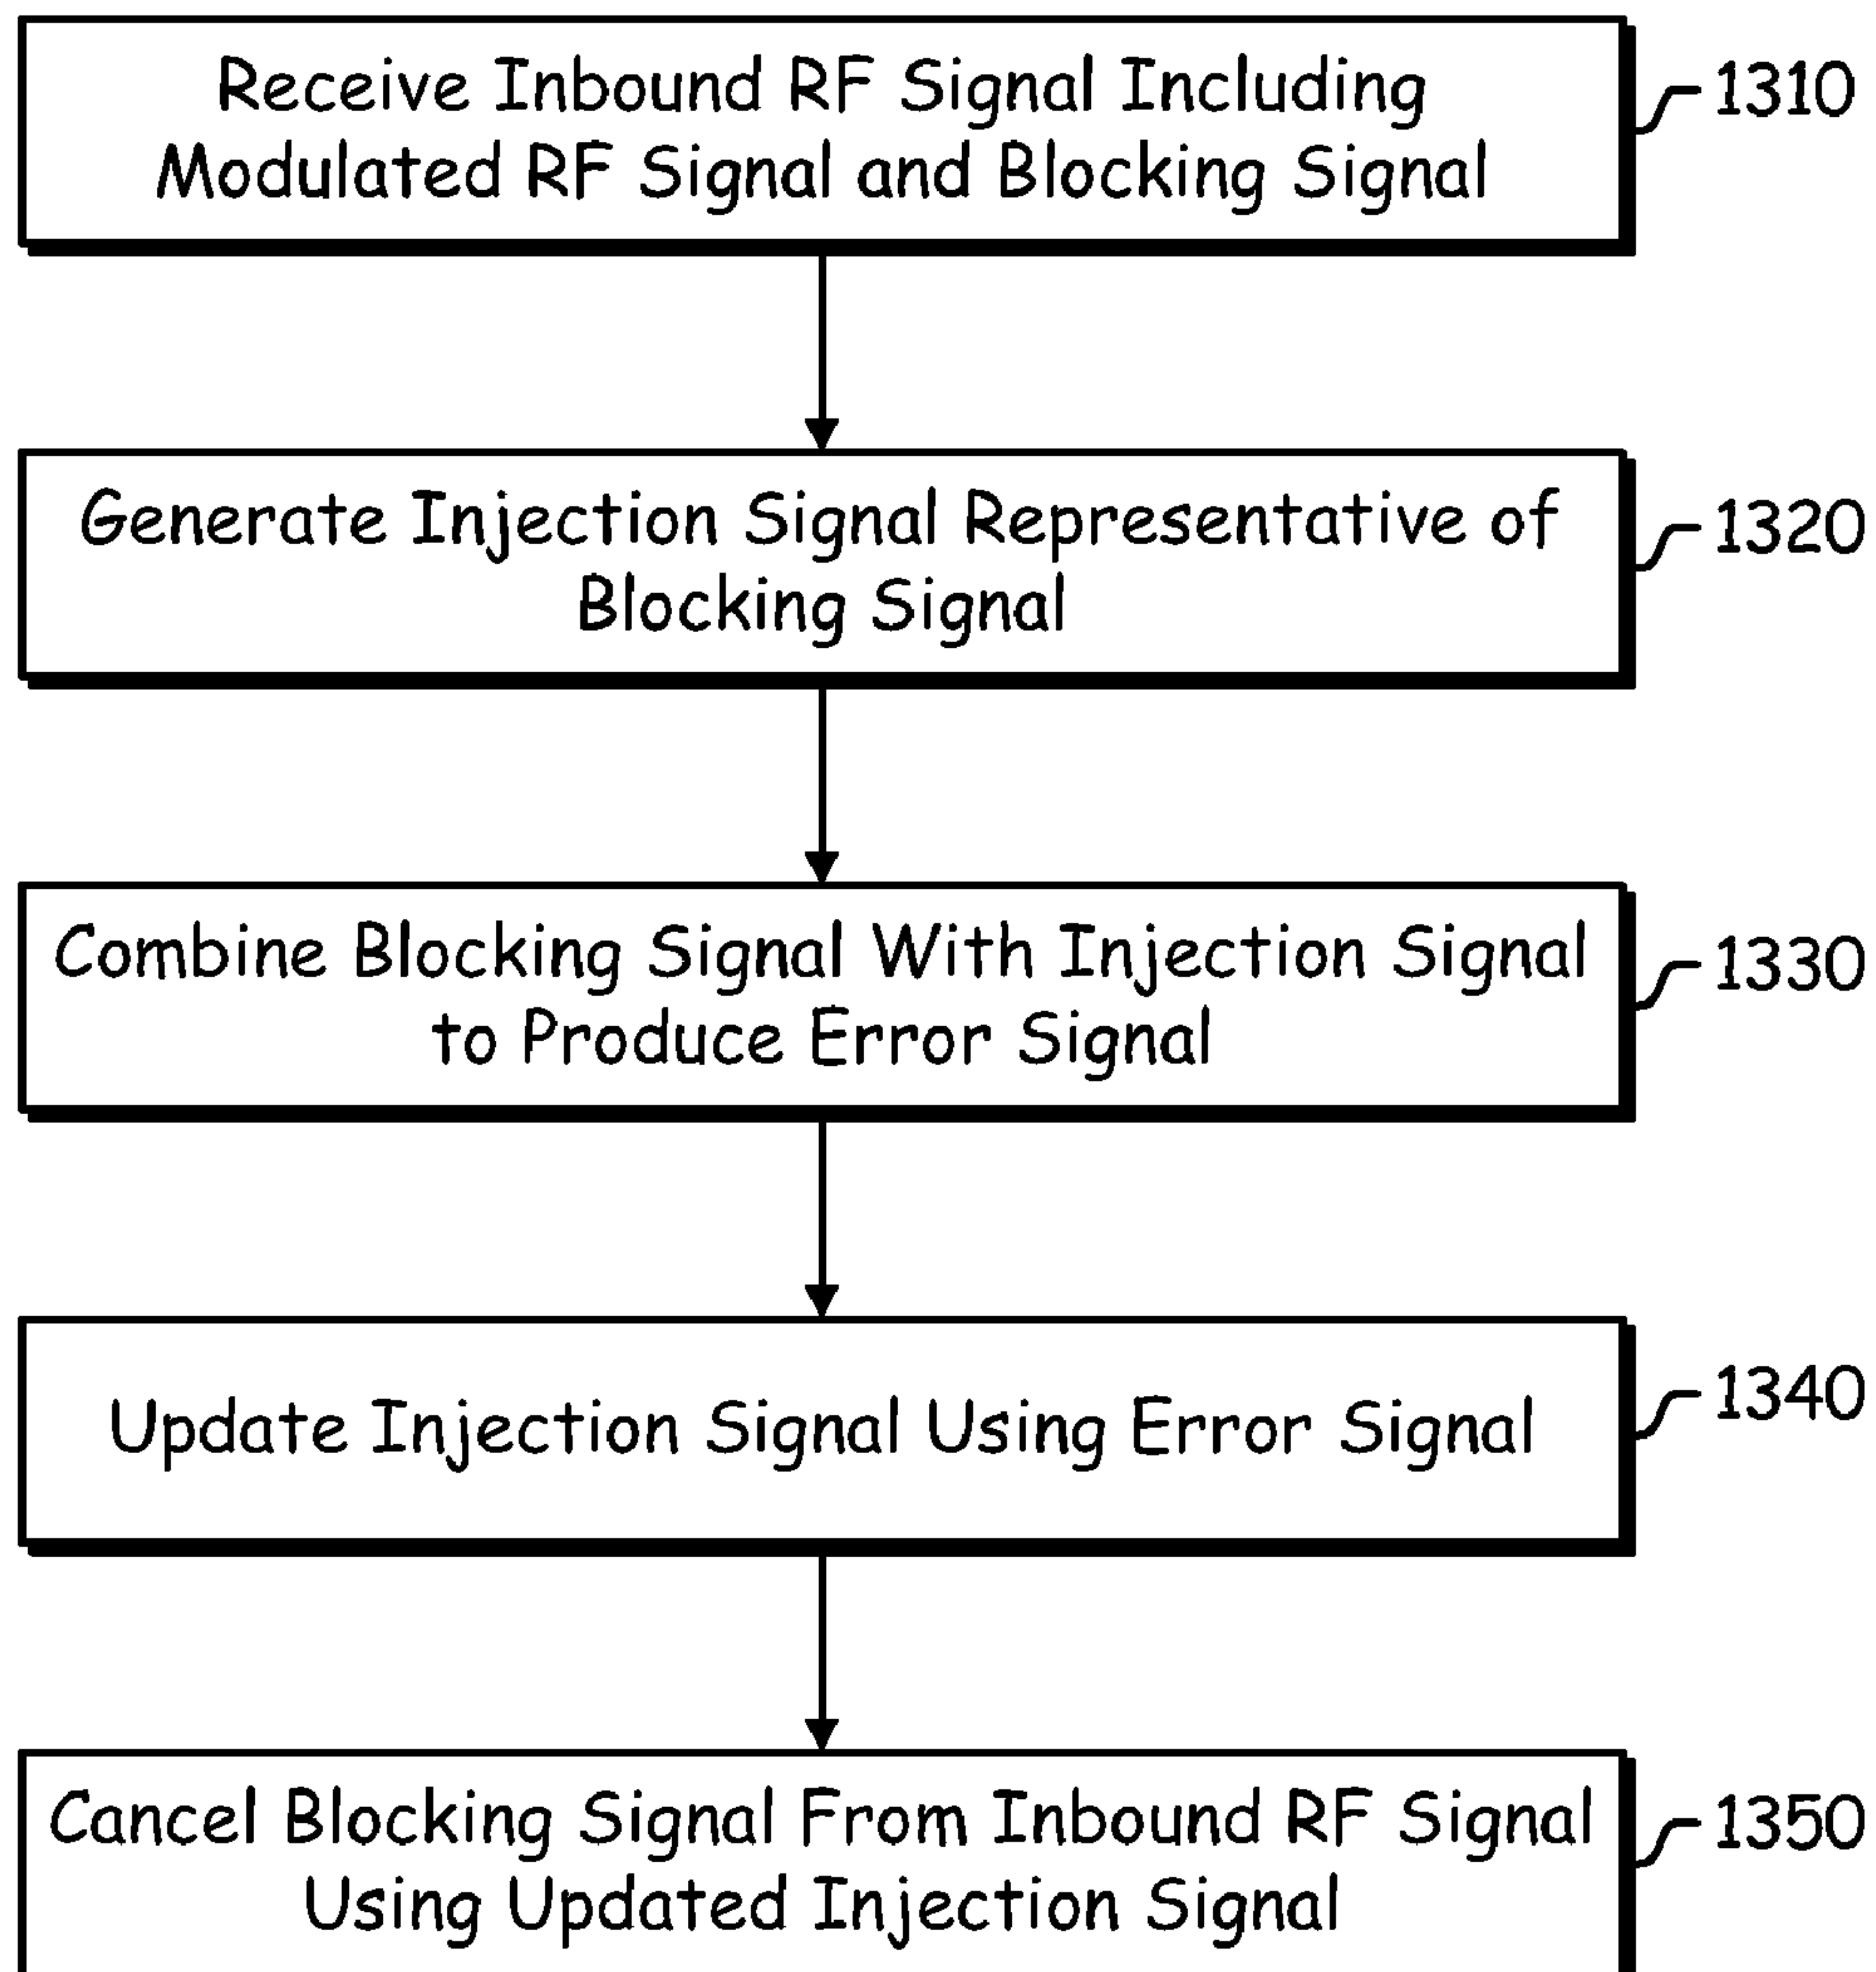 Receive Inbound RF Signal Including
Modulated RF Signal and Blocking Signal
1310
Generate Injection Signal Representative of
Blocking Signal
1320
Combine Blocking Signal With Injection Signal
to Produce Error Signal
1330
Update Injection Signal Using Error Signal
1340
Cancel Blocking Signal From Inbound RF Signal
Using Updated Injection Signal
1350